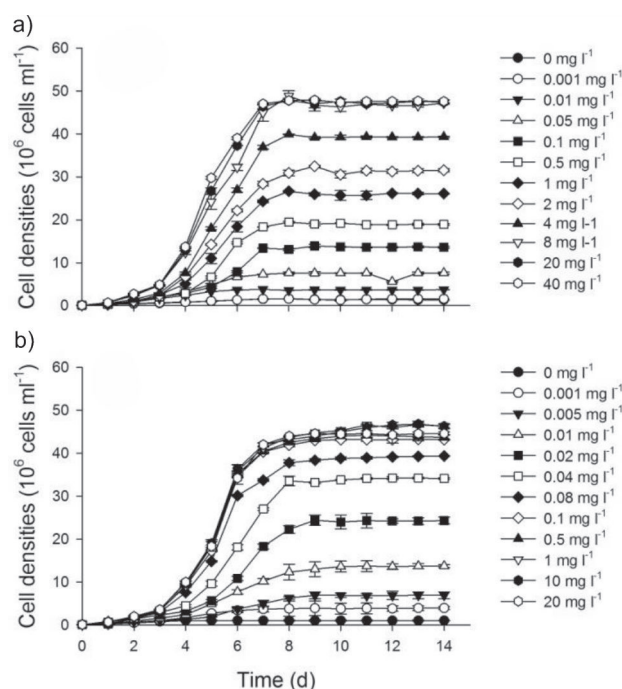 a)
Cell densities (10⁶ cells ml⁻¹)
60
50
40
30
20
10
0
0 mg l⁻¹
0.001 mg l⁻¹
0.01 mg l⁻¹
0.05 mg l⁻¹
0.1 mg l⁻¹
0.5 mg l⁻¹
1 mg l⁻¹
2 mg l⁻¹
4 mg l-1
8 mg l-1
20 mg l⁻¹
40 mg l⁻¹
b)
Cell densities (10⁶ cells ml⁻¹)
60
50
40
30
20
10
0
0 mg l⁻¹
0.001 mg l⁻¹
0.005 mg l⁻¹
0.01 mg l⁻¹
0.02 mg l⁻¹
0.04 mg l⁻¹
0.08 mg l⁻¹
0.1 mg l⁻¹
0.5 mg l⁻¹
1 mg l⁻¹
10 mg l⁻¹
20 mg l⁻¹
0 2 4 6 8 10 12 14
Time (d)